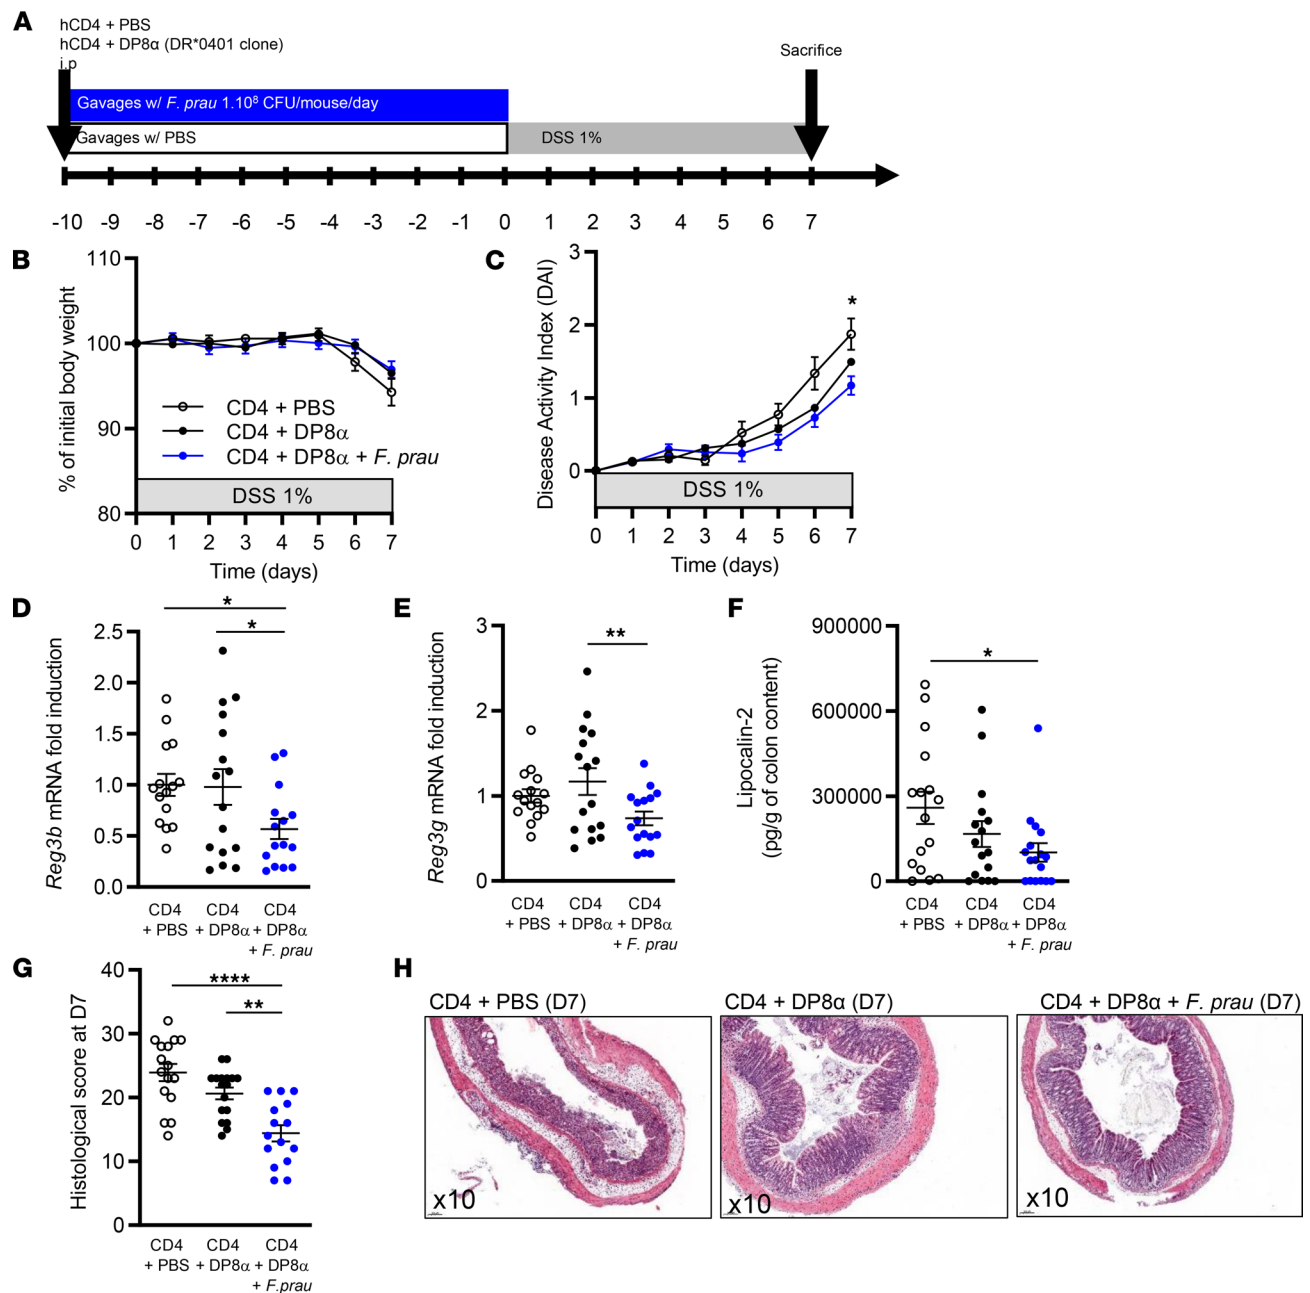 A
hCD4 + PBS
hCD4 + DP8α (DR*0401 clone)
i.p
Sacrifice
Gavages w/ F. prau 1.10⁸ CFU/mouse/day
Gavages w/ PBS
DSS 1%
-10 -9 -8 -7 -6 -5 -4 -3 -2 -1 0 1 2 3 4 5 6 7
B
% of initial body weight
110
100
90
80
CD4 + PBS
CD4 + DP8α
CD4 + DP8α + F. prau
DSS 1%
0 1 2 3 4 5 6 7
Time (days)
C
Disease Activity Index (DAI)
3
2
1
0
*
DSS 1%
0 1 2 3 4 5 6 7
Time (days)
D
Reg3b mRNA fold induction
2.5
2.0
1.5
1.0
0.5
0.0
*
*
CD4 CD4 CD4
+ PBS + DP8α + DP8α
+ F. prau
E
Reg3g mRNA fold induction
3
2
1
0
**
CD4 CD4 CD4
+ PBS + DP8α + DP8α
+ F. prau
F
Lipocalin-2
(pg/g of colon content)
900000
600000
300000
0
*
CD4 CD4 CD4
+ PBS + DP8α + DP8α
+ F. prau
G
Histological score at D7
40
30
20
10
0
****
**
CD4 CD4 CD4
+ PBS + DP8α + DP8α
+ F.prau
H
CD4 + PBS (D7)
x10
CD4 + DP8α (D7)
x10
CD4 + DP8α + F. prau (D7)
x10